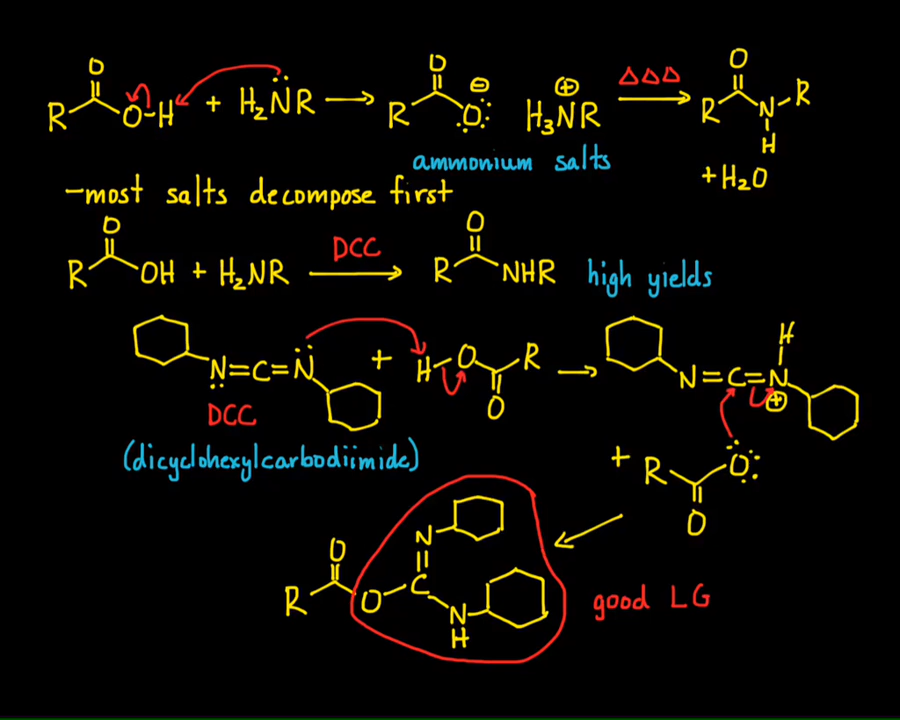 O O ⊖ ⊕ ΔΔΔ O
R O-H + H₂N̈R → R O H₃NR → R N-R
H
ammonium salts + H₂O
-most salts decompose first
O O
R OH + H₂NR DCC → R NHR high yields
H
N=C=N + H-O R → N=C=N
O ⊕
DCC
(dicyclohexylcarbodiimide)
+ R O
O
N
O
R O C good LG
N
H